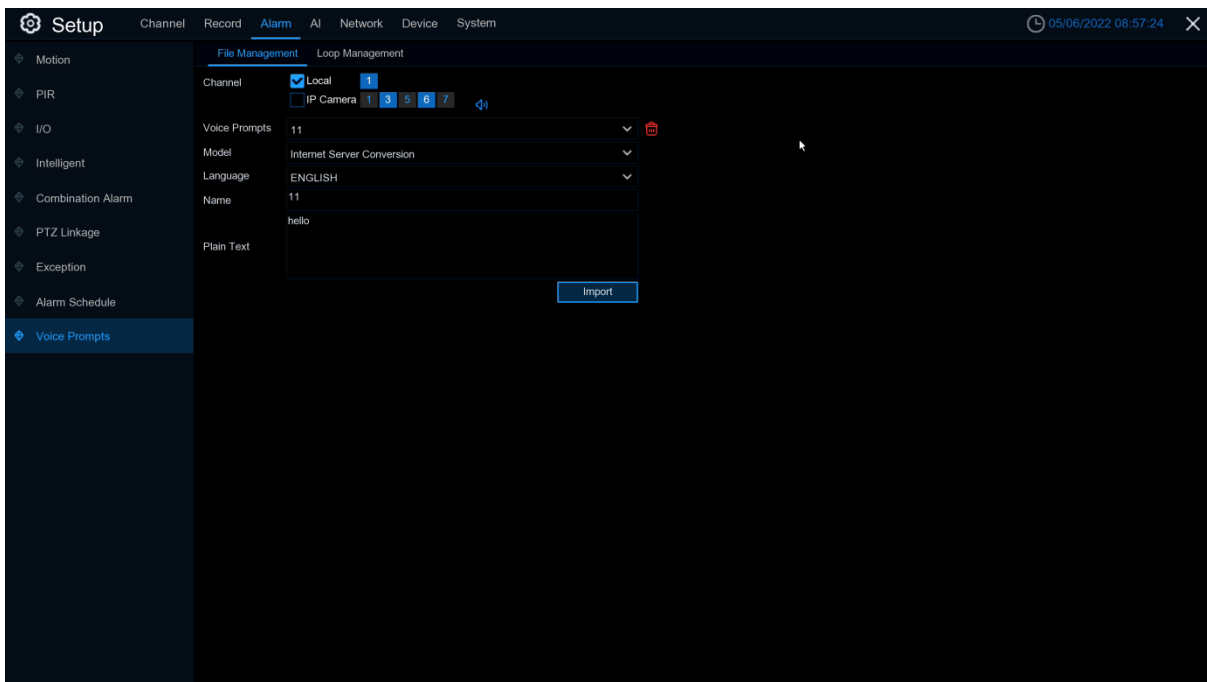 Setup Channel Record Alarm AI Network Device System 05/06/2022 08:57:24
Motion
PIR
I/O
Intelligent
Combination Alarm
PTZ Linkage
Exception
Alarm Schedule
Voice Prompts
File Management Loop Management
Channel Local 1
IP Camera 1 3 5 6 7
Voice Prompts 11
Model Internet Server Conversion
Language ENGLISH
Name 11
Plain Text hello
Import